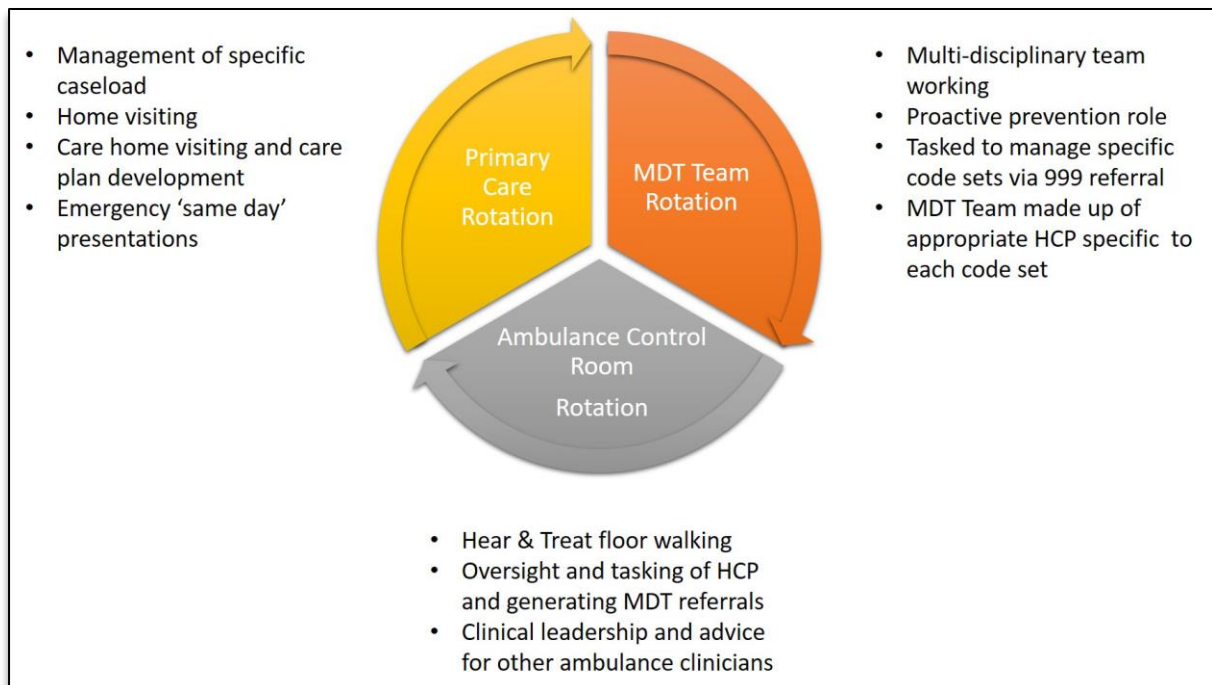 • Management of specific
caseload
• Home visiting
• Care home visiting and care
plan development
• Emergency ‘same day’
presentations
Primary
Care
Rotation
MDT Team
Rotation
• Multi-disciplinary team
working
• Proactive prevention role
• Tasked to manage specific
code sets via 999 referral
• MDT Team made up of
appropriate HCP specific to
each code set
Ambulance Control
Room
Rotation
• Hear & Treat floor walking
• Oversight and tasking of HCP
and generating MDT referrals
• Clinical leadership and advice
for other ambulance clinicians